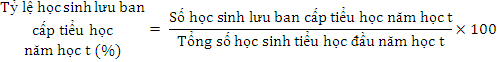 Tỷ lệ học sinh lưu ban
cấp tiểu học
năm học t (%)
=
Số học sinh lưu ban cấp tiểu học năm học t
Tổng số học sinh tiểu học đầu năm học t
× 100